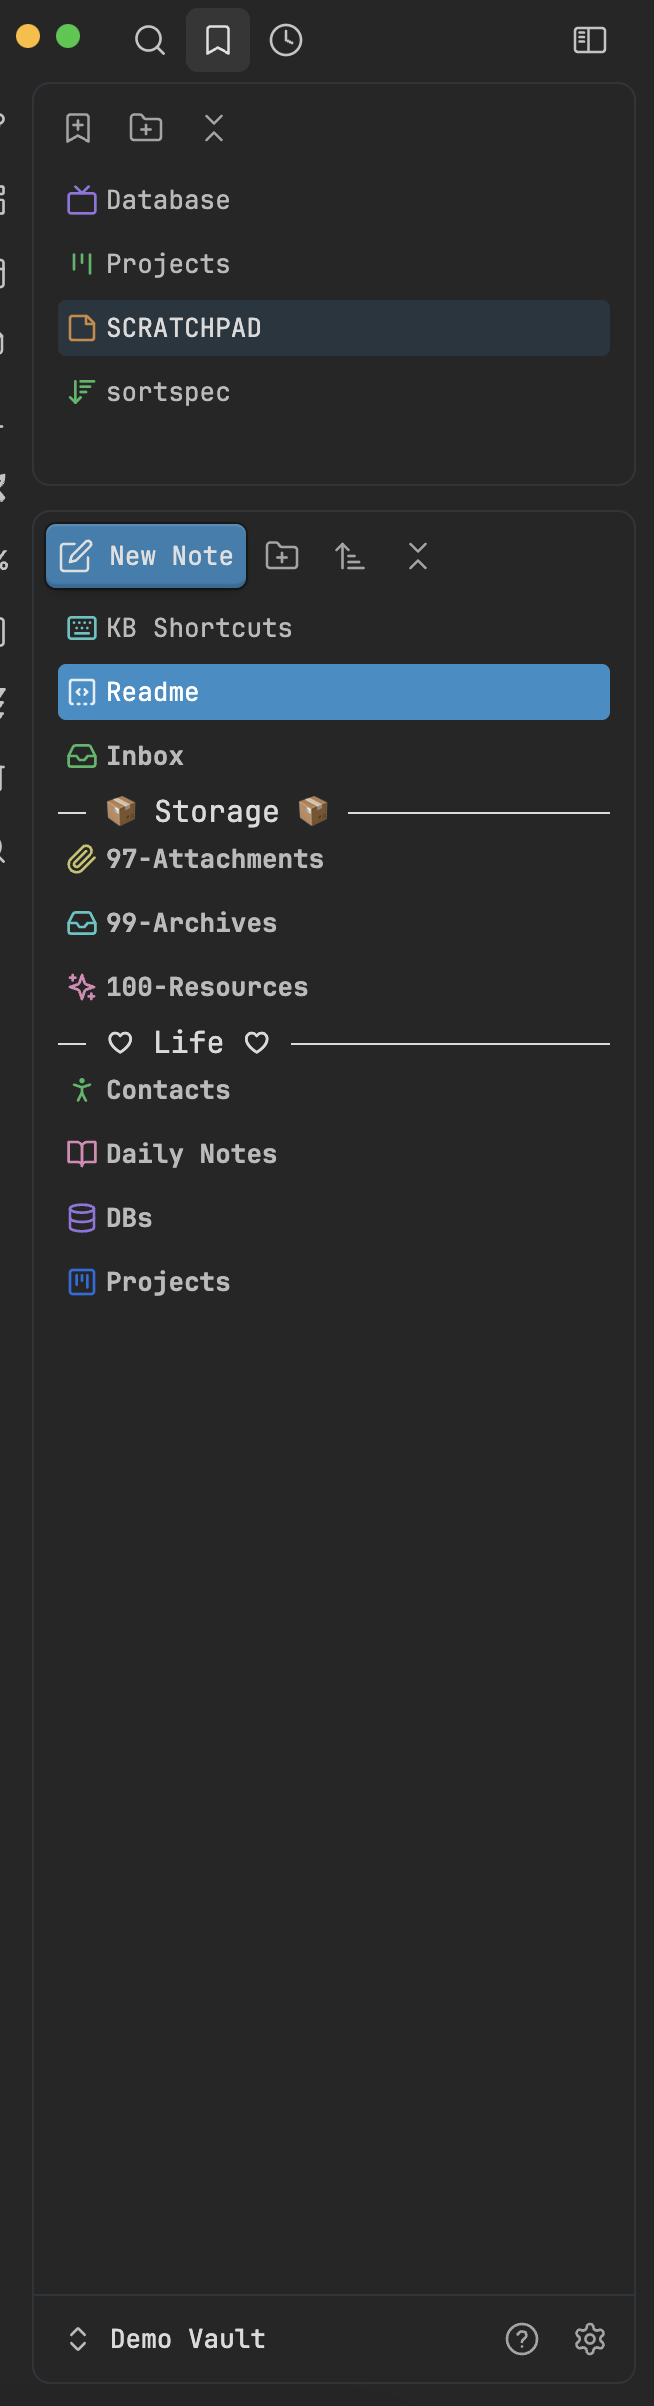 Database
Projects
SCRATCHPAD
sortspec
New Note
KB Shortcuts
Readme
Inbox
📦 Storage 📦
97-Attachments
99-Archives
100-Resources
♡ Life ♡
Contacts
Daily Notes
DBs
Projects
Demo Vault